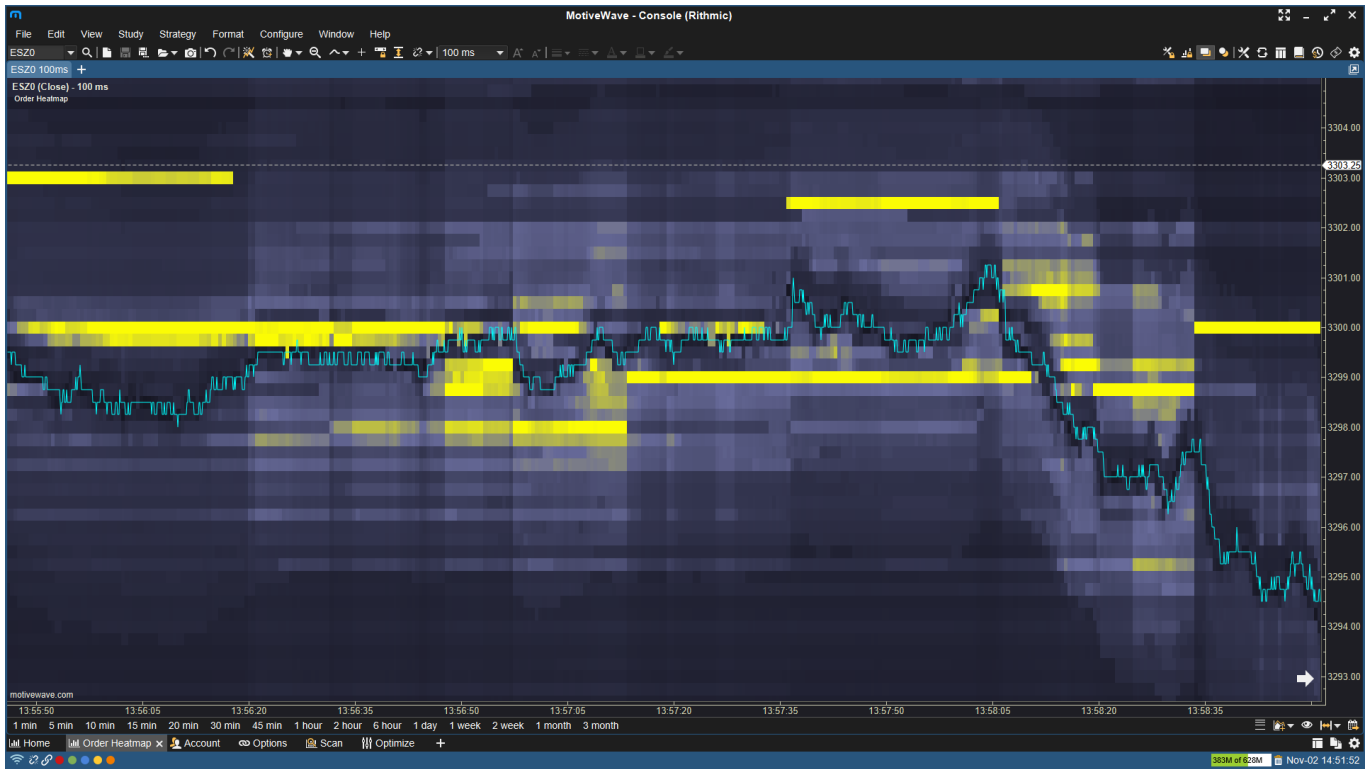 MotiveWave - Console (Rithmic)
File Edit View Study Strategy Format Configure Window Help
ESZ0 100 ms
ESZ0 100ms +
ESZ0 (Close) - 100 ms
Order Heatmap
3304.00
3303.25
3303.00
3302.00
3301.00
3300.00
3299.00
3298.00
3297.00
3296.00
3295.00
3294.00
3293.00
motivewave.com
13:55:50 13:56:05 13:56:20 13:56:35 13:56:50 13:57:05 13:57:20 13:57:35 13:57:50 13:58:05 13:58:20 13:58:35
1 min 5 min 10 min 15 min 20 min 30 min 45 min 1 hour 2 hour 6 hour 1 day 1 week 2 week 1 month 3 month
Home Order Heatmap Account Options Scan Optimize +
383M of 628M Nov-02 14:51:52